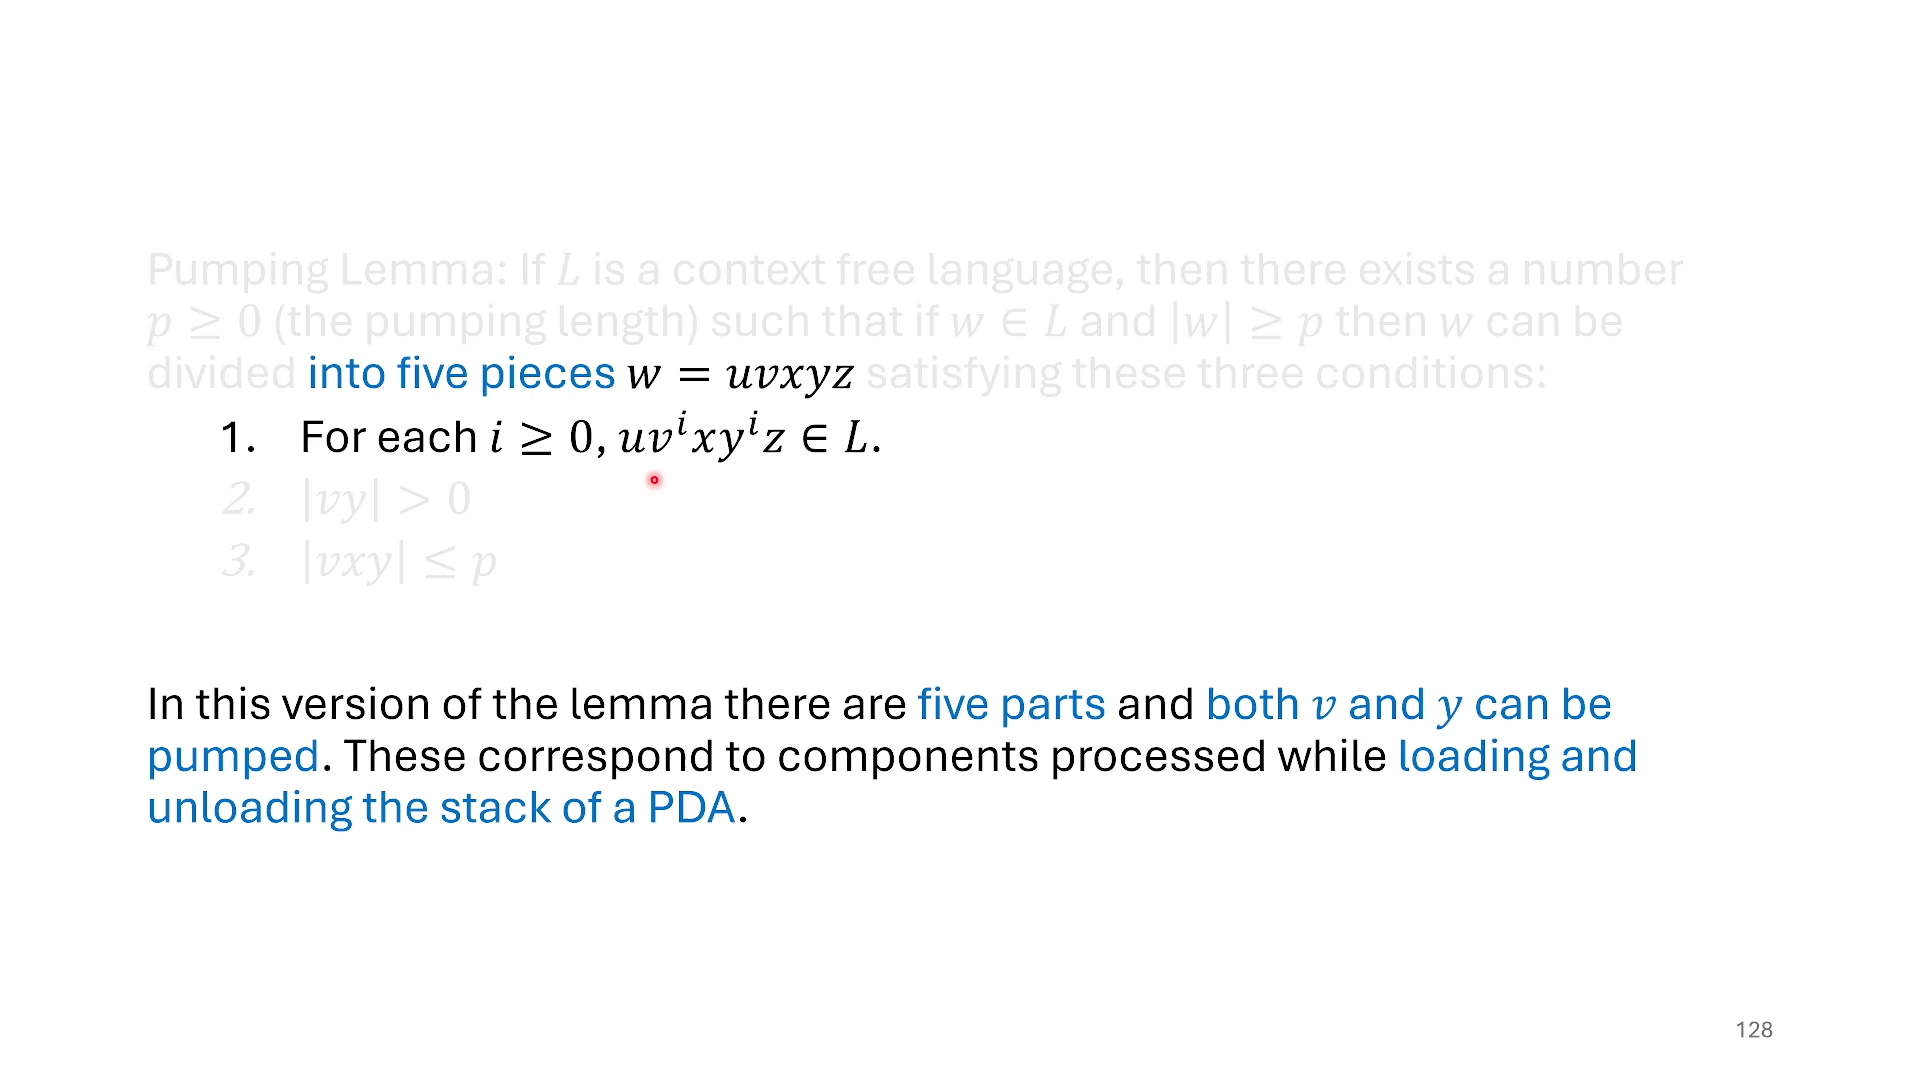 Pumping Lemma: If 𝐿 is a context free language, then there exists a number
𝑝 ≥ 0 (the pumping length) such that if 𝑤 ∈ 𝐿 and |𝑤| ≥ 𝑝 then 𝑤 can be
divided into five pieces 𝑤 = 𝑢𝑣𝑥𝑦𝑧 satisfying these three conditions:
1. For each 𝑖 ≥ 0, 𝑢𝑣ⁱ𝑥𝑦ⁱ𝑧 ∈ 𝐿.
2. |𝑣𝑦| > 0
3. |𝑣𝑥𝑦| ≤ 𝑝
In this version of the lemma there are five parts and both 𝑣 and 𝑦 can be
pumped. These correspond to components processed while loading and
unloading the stack of a PDA.
128